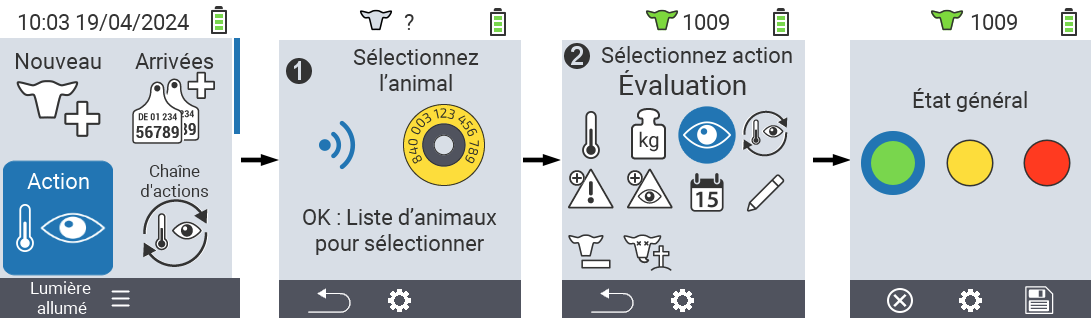 10:03 19/04/2024
Nouveau
Arrivées
DE 01 234
56789
234
89
Action
Chaîne
d'actions
Lumière
allumé
?
1
Sélectionnez
l'animal
840 003 123 456 789
OK : Liste d'animaux
pour sélectionner
1009
2 Sélectionnez action
Évaluation
kg
15
1009
État général